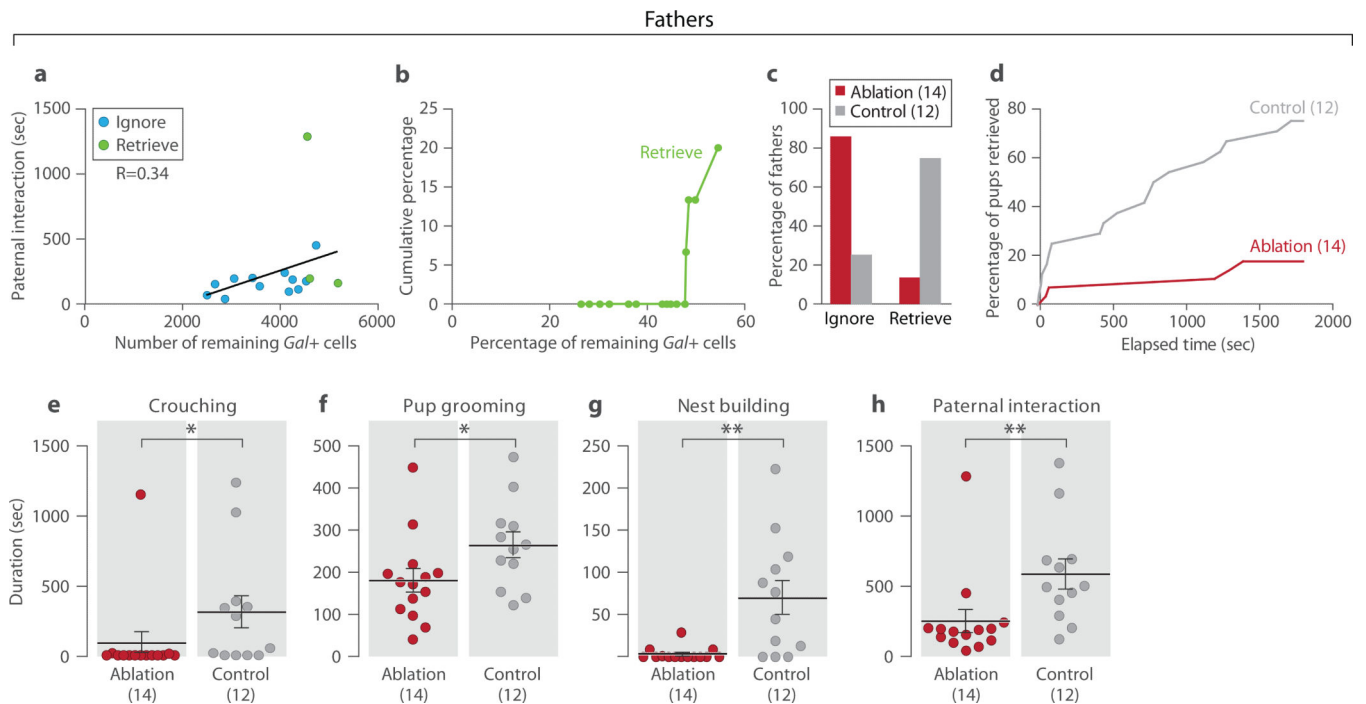 Fathers
a
Paternal interaction (sec)
1500
1000
500
0
Ignore
Retrieve
R=0.34
0
2000
4000
6000
Number of remaining Gal+ cells
b
Cumulative percentage
25
20
15
10
5
0
Retrieve
0
20
40
60
Percentage of remaining Gal+ cells
c
Ablation (14)
Control (12)
Percentage of fathers
100
80
60
40
20
0
Ignore
Retrieve
d
Percentage of pups retrieved
80
60
40
20
0
Control (12)
Ablation (14)
0
500
1000
1500
2000
Elapsed time (sec)
e
Crouching
Duration (sec)
1500
1000
500
0
*
Ablation
(14)
Control
(12)
f
Pup grooming
500
400
300
200
100
0
*
Ablation
(14)
Control
(12)
g
Nest building
250
200
150
100
50
0
**
Ablation
(14)
Control
(12)
h
Paternal interaction
1500
1000
500
0
**
Ablation
(14)
Control
(12)